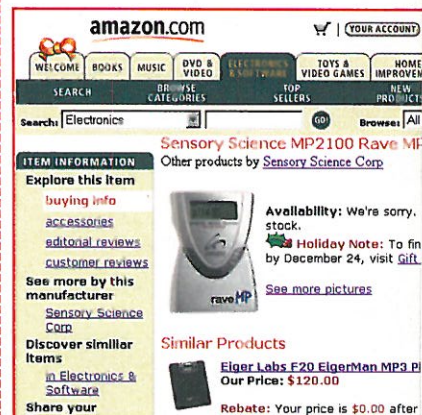 amazon.com
YOUR ACCOUNT
WELCOME
BOOKS
MUSIC
DVD &
VIDEO
ELECTRONICS
& SOFTWARE
TOYS &
VIDEO GAMES
HOME
IMPROVEN
SEARCH
BROWSE
CATEGORIES
TOP
SELLERS
NEW
PRODUCTS
Search: Electronics GO! Browse: All
Sensory Science MP2100 Rave MP
Other products by Sensory Science Corp
ITEM INFORMATION
Explore this item
buying info
accessories
editorial reviews
customer reviews
See more by this
manufacturer
Sensory Science
Corp
Discover similiar
items
in Electronics &
Software
Share your
Availability: We're sorry.
stock.
Holiday Note: To fin
by December 24, visit Gift
See more pictures
rave MP
Similar Products
Eiger Labs F20 EigerMan MP3 Pl
Our Price: $120.00
Rebate: Your price is $0.00 after